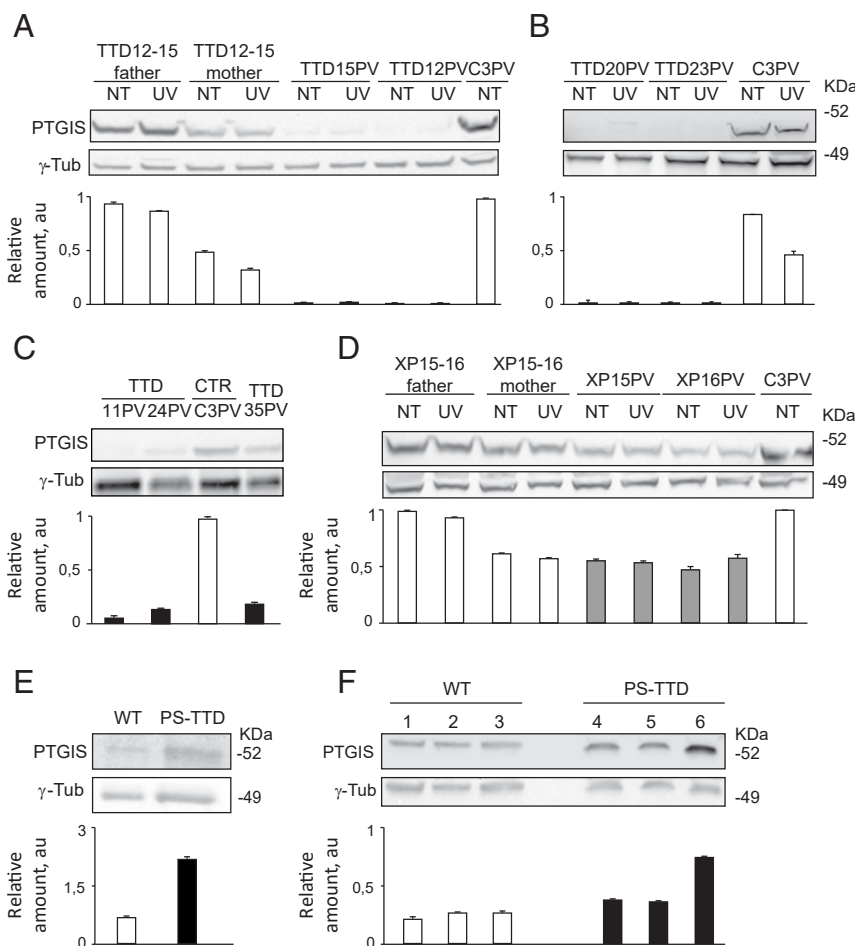 A
TTD12-15 father
TTD12-15 mother
TTD15PV
TTD12PV
C3PV
NT UV NT UV NT UV NT UV NT
PTGIS
γ-Tub
Relative amount, au
1
0,5
0
B
TTD20PV TTD23PV C3PV
NT UV NT UV NT UV
KDa
-52
-49
1
0,5
0
C
TTD
CTR
TTD
11PV 24PV C3PV 35PV
PTGIS
γ-Tub
Relative amount, au
1
0,5
0
D
XP15-16 father
XP15-16 mother
XP15PV
XP16PV
C3PV
NT UV NT UV NT UV NT UV NT
KDa
-52
-49
Relative amount, au
1
0,5
0
E
WT PS-TTD
KDa
PTGIS
-52
γ-Tub
-49
Relative amount, au
3
1,5
0
F
WT
PS-TTD
1 2 3 4 5 6
KDa
PTGIS
-52
γ-Tub
-49
Relative amount, au
1
0,5
0